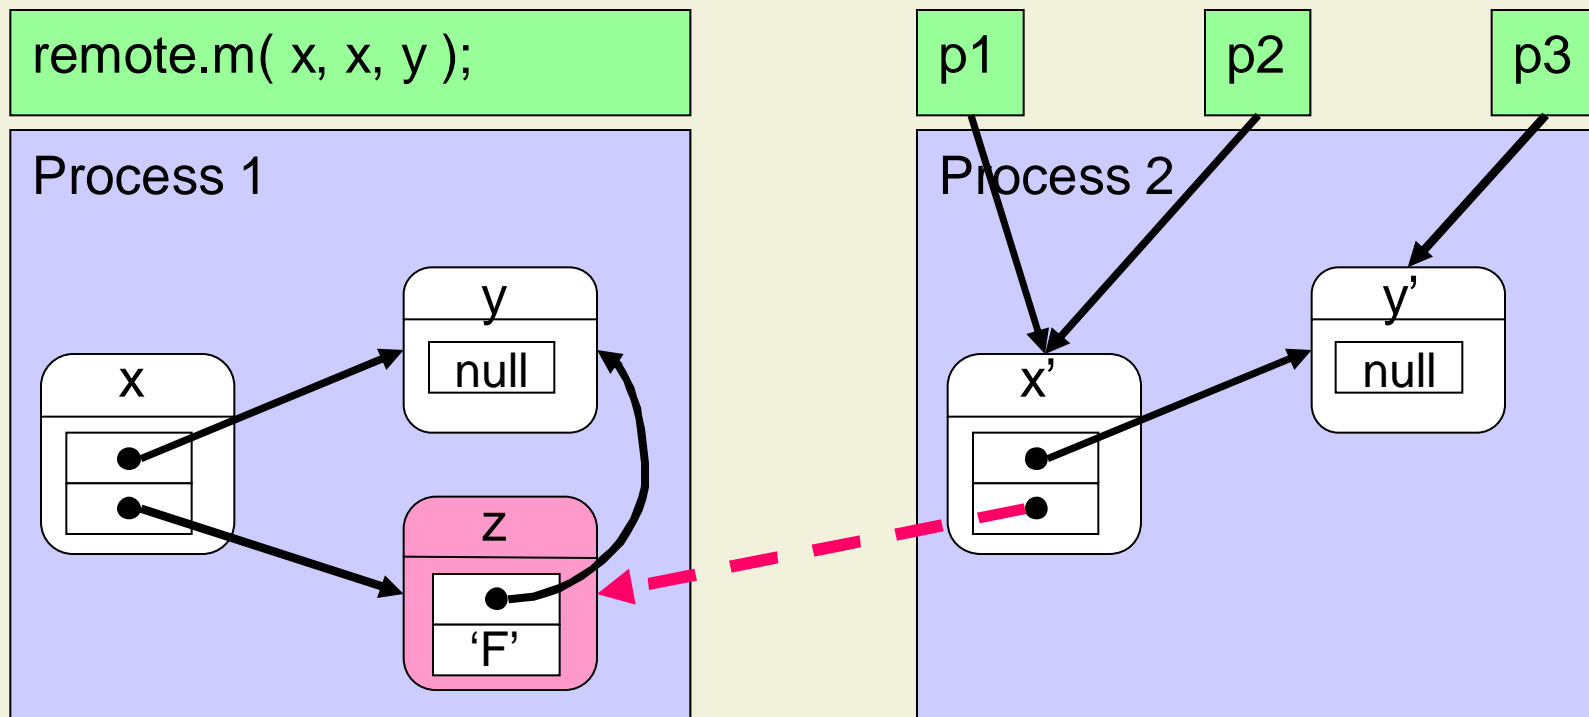 remote.m( x, x, y );
p1
p2
p3
Process 1
Process 2
y
null
x
z
‘F’
y’
null
x’